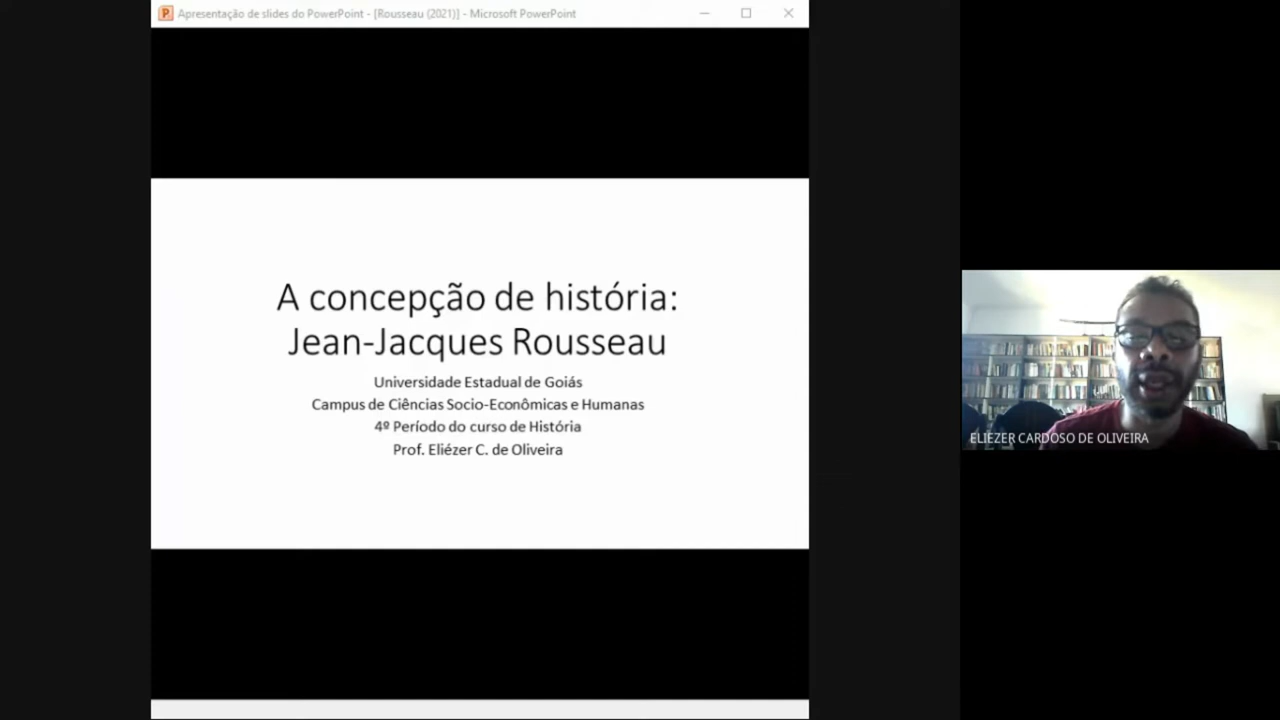 Apresentação de slides do PowerPoint - [Rousseau (2021)] - Microsoft PowerPoint
A concepção de história:
Jean-Jacques Rousseau
Universidade Estadual de Goiás
Campus de Ciências Socio-Econômicas e Humanas
4º Período do curso de História
Prof. Eliézer C. de Oliveira
ELIEZER CARDOSO DE OLIVEIRA